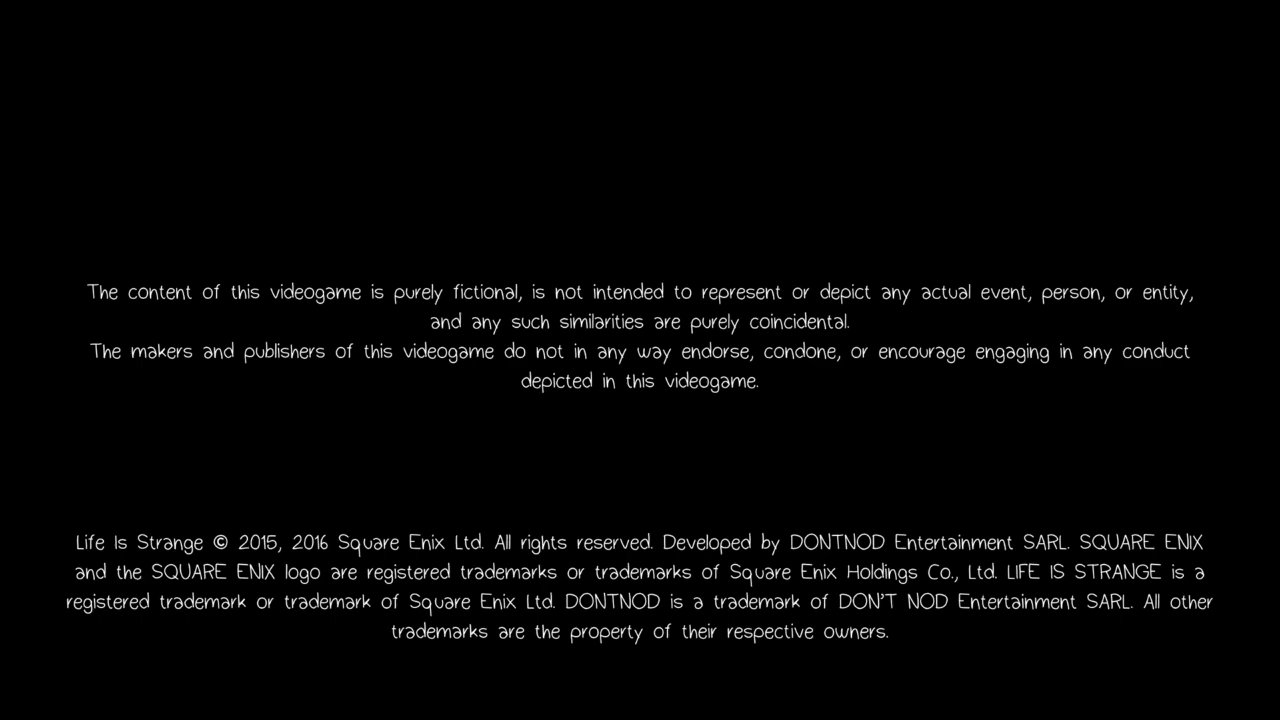 The content of this videogame is purely fictional, is not intended to represent or depict any actual event, person, or entity,
and any such similarities are purely coincidental.
The makers and publishers of this videogame do not in any way endorse, condone, or encourage engaging in any conduct
depicted in this videogame.
Life Is Strange © 2015, 2016 Square Enix Ltd. All rights reserved. Developed by DONTNOD Entertainment SARL. SQUARE ENIX
and the SQUARE ENIX logo are registered trademarks or trademarks of Square Enix Holdings Co., Ltd. LIFE IS STRANGE is a
registered trademark or trademark of Square Enix Ltd. DONTNOD is a trademark of DON'T NOD Entertainment SARL. All other
trademarks are the property of their respective owners.